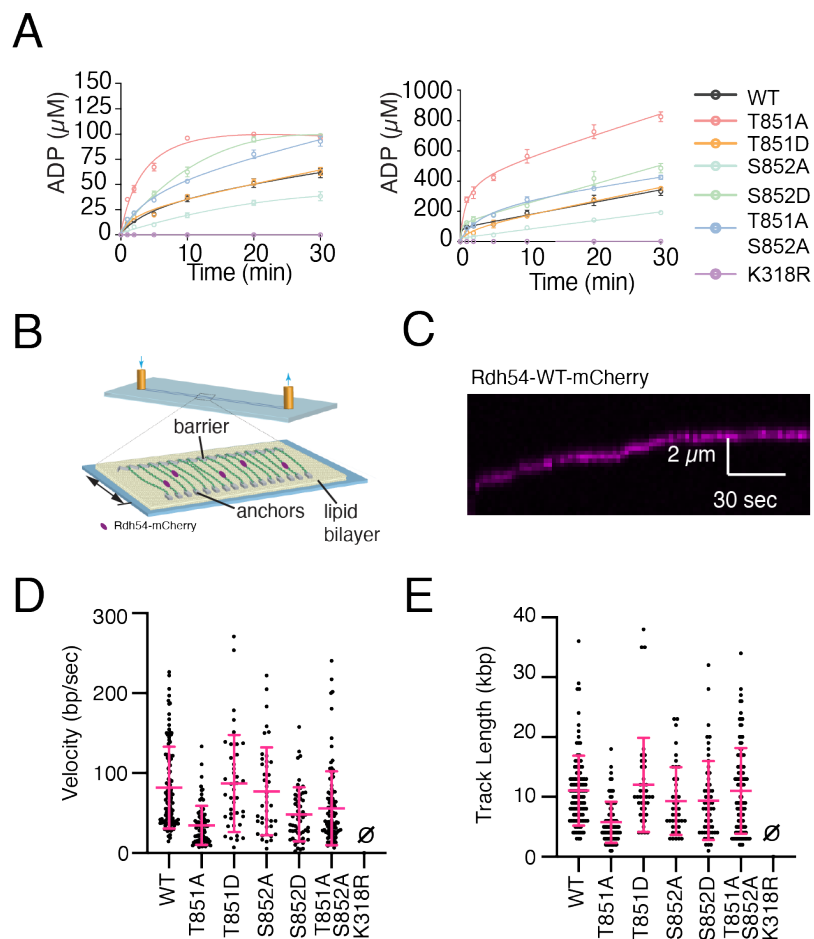 A
ADP (µM)
150
125
100
75
50
25
0
0
10
20
30
Time (min)
ADP (µM)
1000
800
600
400
200
0
0
10
20
30
Time (min)
WT
T851A
T851D
S852A
S852D
T851A
S852A
K318R
B
barrier
anchors
lipid
bilayer
Rdh54-mCherry
C
Rdh54-WT-mCherry
2 µm
30 sec
D
Velocity (bp/sec)
300
200
100
0
WT
T851A
T851D
S852A
S852D
T851A
S852A
K318R
Ø
E
Track Length (kbp)
40
30
20
10
0
WT
T851A
T851D
S852A
S852D
T851A
S852A
K318R
Ø